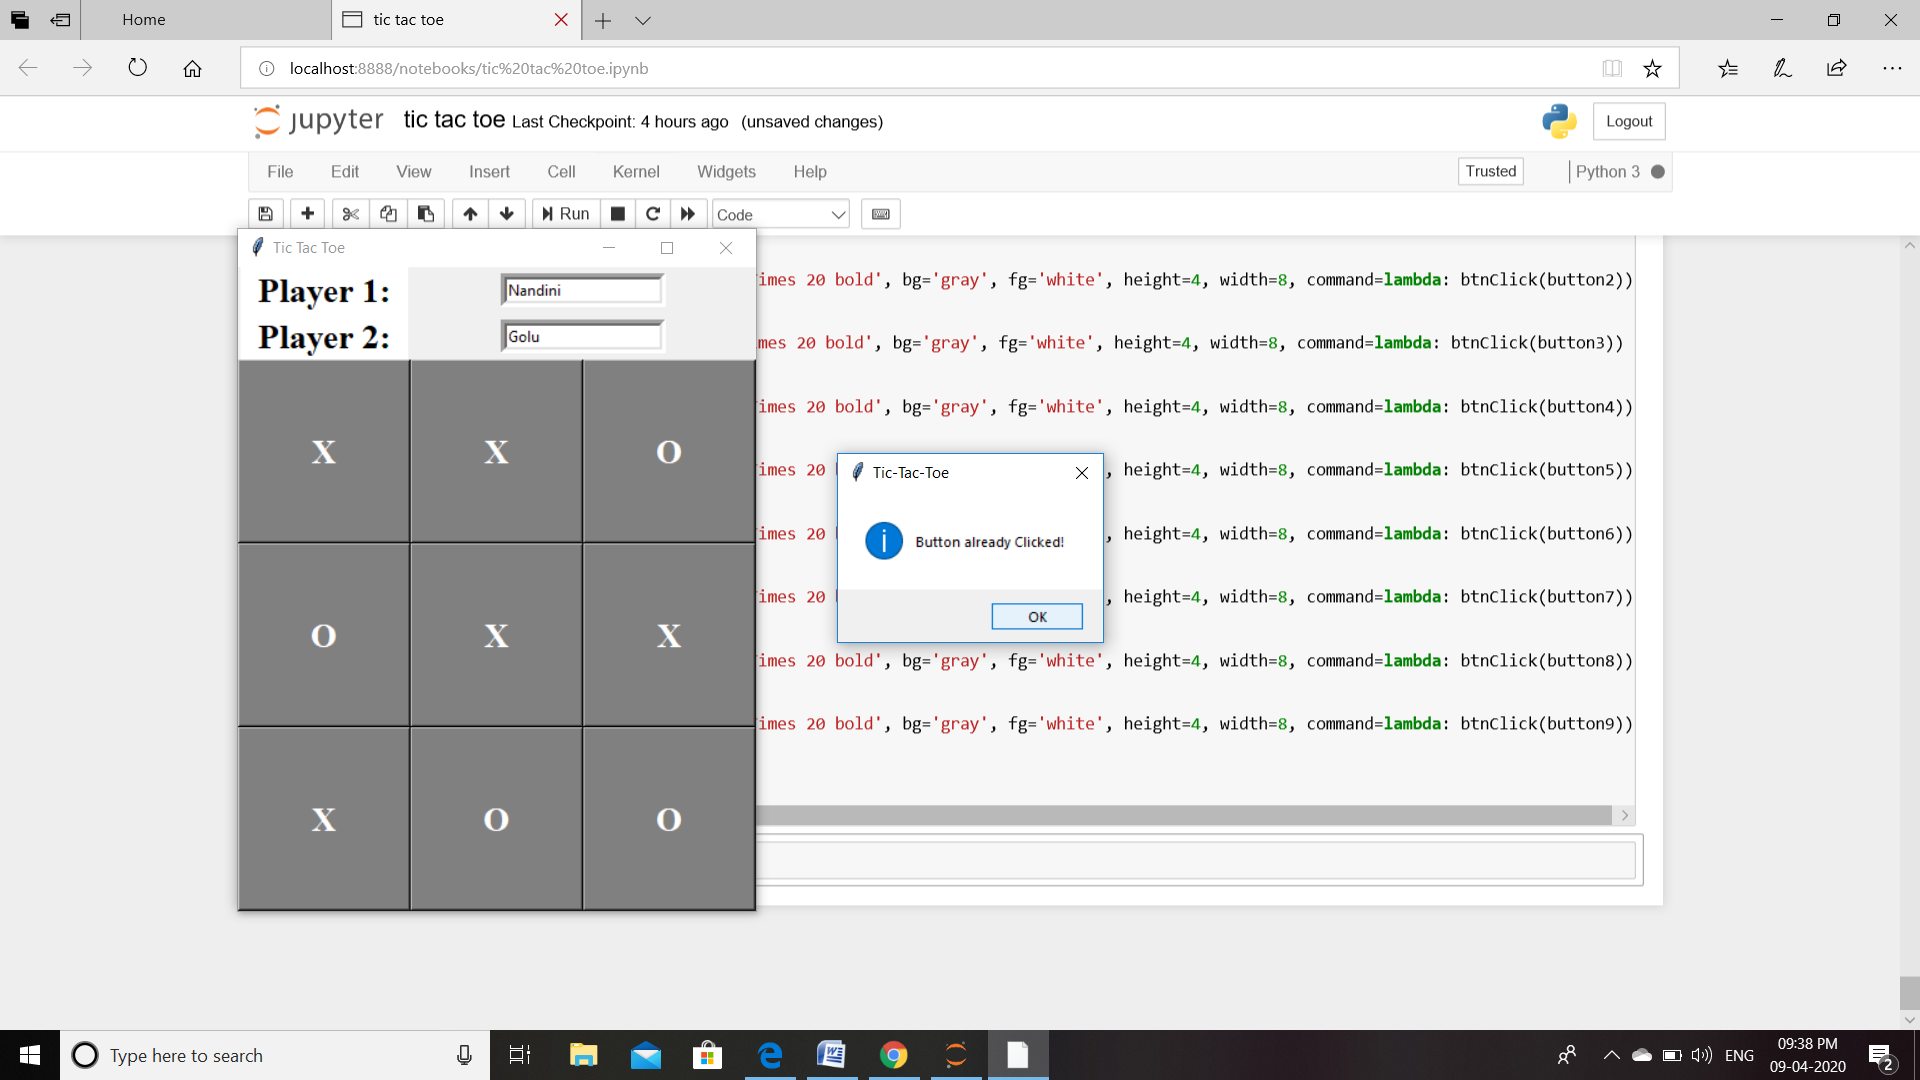 Home
tic tac toe
localhost:8888/notebooks/tic%20tac%20toe.ipynb
jupyter tic tac toe Last Checkpoint: 4 hours ago (unsaved changes)
Logout
File Edit View Insert Cell Kernel Widgets Help
Trusted
Python 3
Run
Code
Tic Tac Toe
Player 1: Nandini
Player 2: Golu
X X O
O X X
X O O
imes 20 bold', bg='gray', fg='white', height=4, width=8, command=lambda: btnClick(button2))
mes 20 bold', bg='gray', fg='white', height=4, width=8, command=lambda: btnClick(button3))
imes 20 bold', bg='gray', fg='white', height=4, width=8, command=lambda: btnClick(button4))
imes 20 , height=4, width=8, command=lambda: btnClick(button5))
imes 20 , height=4, width=8, command=lambda: btnClick(button6))
imes 20 , height=4, width=8, command=lambda: btnClick(button7))
imes 20 bold', bg='gray', fg='white', height=4, width=8, command=lambda: btnClick(button8))
imes 20 bold', bg='gray', fg='white', height=4, width=8, command=lambda: btnClick(button9))
Tic-Tac-Toe
Button already Clicked!
OK
Type here to search
ENG
09:38 PM
09-04-2020
2